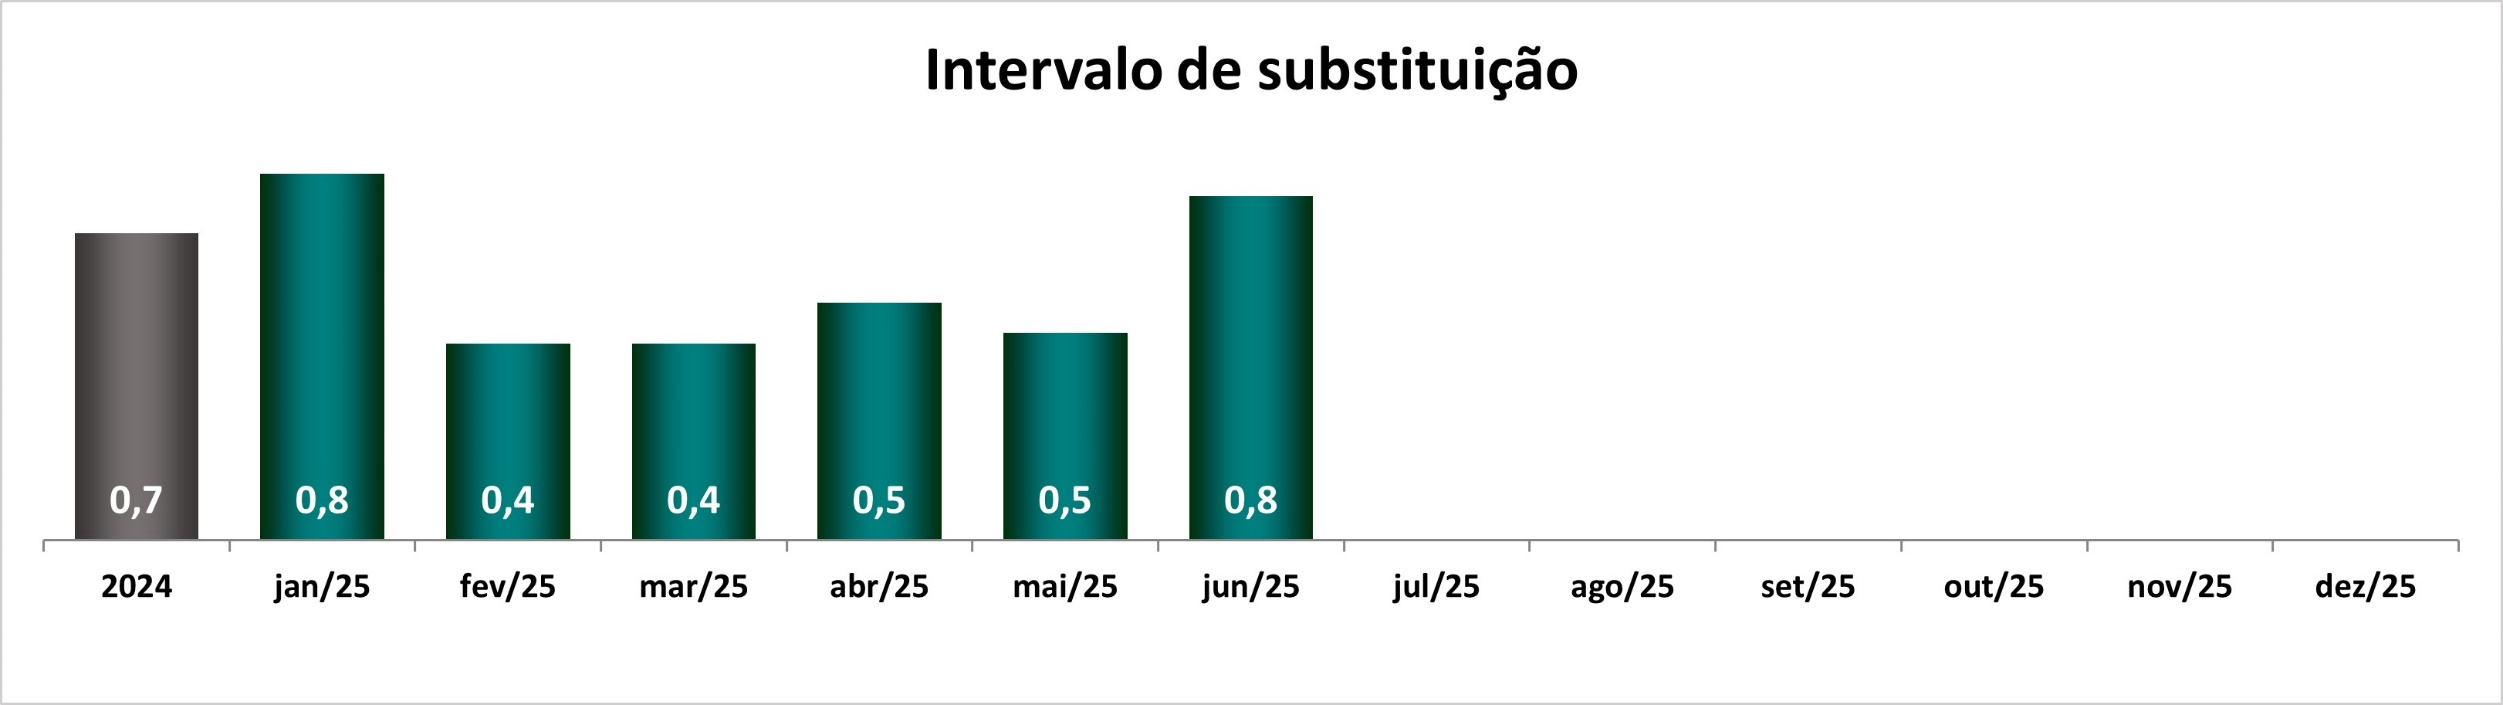 Intervalo de substituição
0,7 0,8 0,4 0,4 0,5 0,5 0,8
2024 jan/25 fev/25 mar/25 abr/25 mai/25 jun/25 jul/25 ago/25 set/25 out/25 nov/25 dez/25